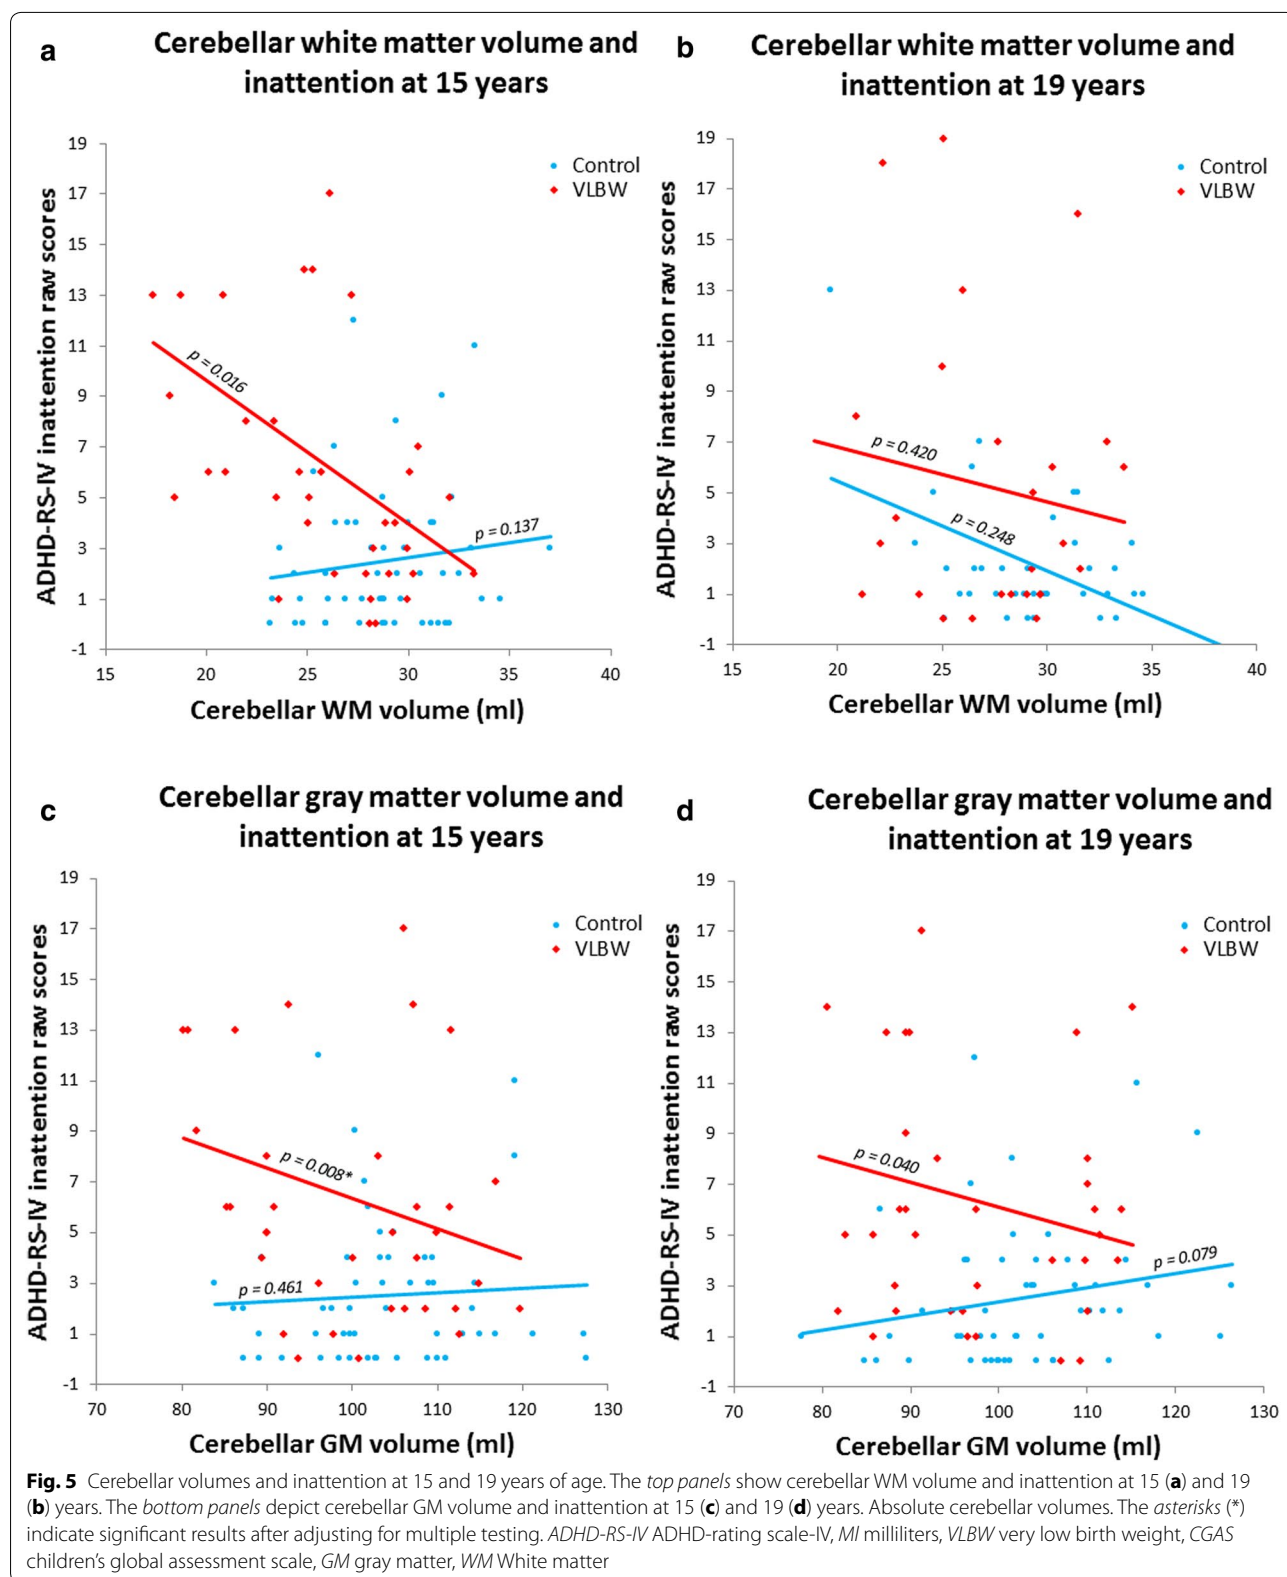 a
Cerebellar white matter volume and
inattention at 15 years
19
17
15
13
11
9
7
5
3
1
-1
ADHD-RS-IV inattention raw scores
Control
VLBW
p = 0.016
p = 0.137
15 20 25 30 35 40
Cerebellar WM volume (ml)
b
Cerebellar white matter volume and
inattention at 19 years
19
17
15
13
11
9
7
5
3
1
-1
ADHD-RS-IV inattention raw scores
Control
VLBW
p = 0.420
p = 0.248
15 20 25 30 35 40
Cerebellar WM volume (ml)
c
Cerebellar gray matter volume and
inattention at 15 years
19
17
15
13
11
9
7
5
3
1
-1
ADHD-RS-IV inattention raw scores
Control
VLBW
p = 0.008*
p = 0.461
70 80 90 100 110 120 130
Cerebellar GM volume (ml)
d
Cerebellar gray matter volume and
inattention at 19 years
19
17
15
13
11
9
7
5
3
1
-1
ADHD-RS-IV inattention raw scores
Control
VLBW
p = 0.040
p = 0.079
70 80 90 100 110 120 130
Cerebellar GM volume (ml)
Fig. 5 Cerebellar volumes and inattention at 15 and 19 years of age. The top panels show cerebellar WM volume and inattention at 15 (a) and 19
(b) years. The bottom panels depict cerebellar GM volume and inattention at 15 (c) and 19 (d) years. Absolute cerebellar volumes. The asterisks (*)
indicate significant results after adjusting for multiple testing. ADHD-RS-IV ADHD-rating scale-IV, Ml milliliters, VLBW very low birth weight, CGAS
children's global assessment scale, GM gray matter, WM White matter